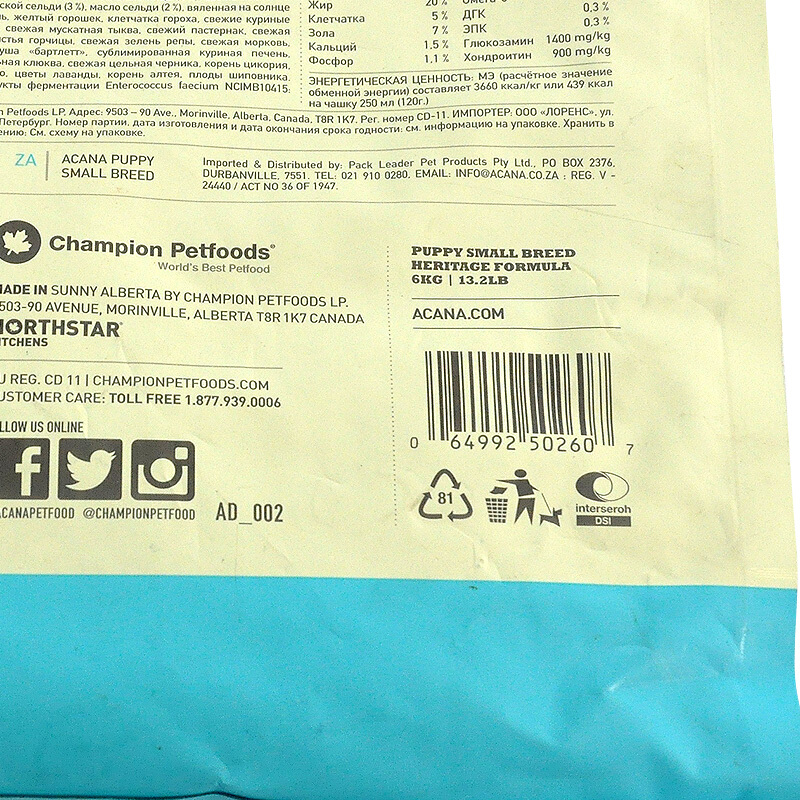 ской сельди (3 %), масло сельди (2 %), вяленная на солнце
желтый горошек, клетчатка гороха, свежие куриные
свежая мускатная тыква, свежий пастернак, свежая
горчицы, свежая зелень репы, свежая морковь,
уша «бартлетт», сублимированная куриная печень,
клюква, свежая цельная черника, корень цикория,
о, цветы лаванды, корень алтея, плоды шиповника.
укты ферментации Enterococcus faecium NCIMB10415:
Жир 20 %
Клетчатка 5 %
Зола 7 %
Кальций 1.5 %
Фосфор 1,1 %
ДГК 0,3 %
ЭПК 0.3 %
Глюкозамин 1400 mg/kg
Хондроитин 900 mg/kg
ЭНЕРГЕТИЧЕСКАЯ ЦЕННОСТЬ: МЭ (расчётное значение
обменной энергии) составляет 3660 ккал/кг или 439 ккал
на чашку 250 мл (120г.)
n Petfoods LP. Адрес: 9503 – 90 Ave., Morinville, Alberta, Canada, T8R 1K7. Рег. номер CD-11. ИМПОРТЕР: ООО «ЛОРЕНС», ул.
Петербург. Номер партии, дата изготовления и дата окончания срока годности: см. информацию на упаковке. Хранить в
ению: См. схему на упаковке.
ZA | ACANA PUPPY
SMALL BREED
Imported & Distributed by: Pack Leader Pet Products Pty Ltd., PO BOX 2376,
DURBANVILLE, 7551. TEL: 021 910 0280, EMAIL: INFO@ACANA.CO.ZA ; REG. V -
24440 / ACT NO 36 OF 1947.
Champion Petfoods®
World's Best Petfood
MADE IN SUNNY ALBERTA BY CHAMPION PETFOODS LP.
9503-90 AVENUE, MORINVILLE, ALBERTA T8R 1K7 CANADA
NORTHSTAR®
ITCHENS
U REG. CD 11 | CHAMPIONPETFOODS.COM
USTOMER CARE: TOLL FREE 1.877.939.0006
LLOW US ONLINE
ACANAPETFOOD @CHAMPIONPETFOOD AD_002
PUPPY SMALL BREED
HERITAGE FORMULA
6KG | 13.2LB
ACANA.COM
0 64992 50260 7
81
interseroh
DSI